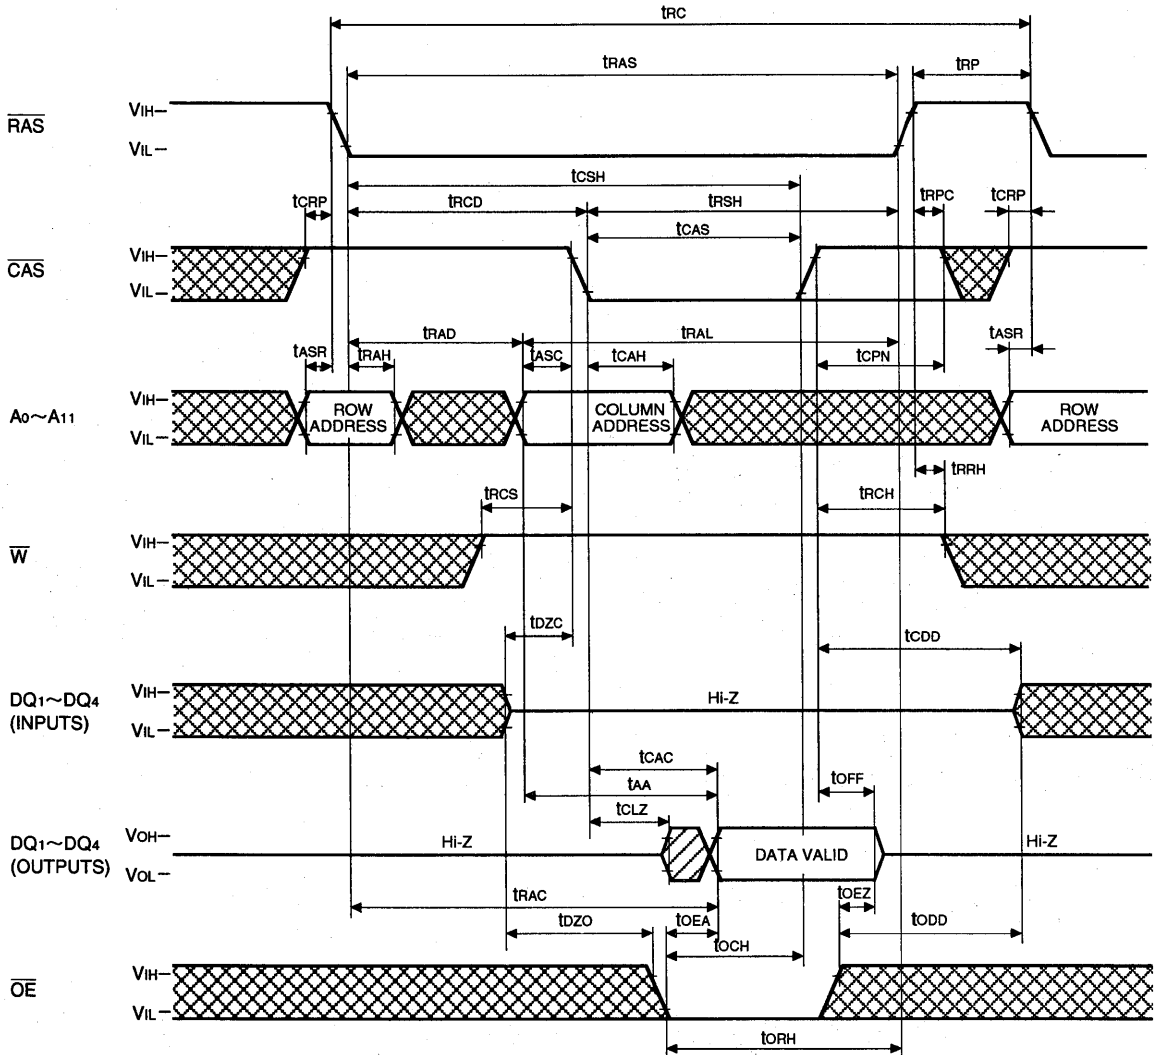 tRC
tRAS
tRP
RAS
VIH
VIL
tCSH
tCRP
tRCD
tRSH
tRPC
tCRP
tCAS
CAS
VIH
VIL
tRAD
tRAL
tASR
tRAH
tASC
tCAH
tCPN
tASR
A0~A11
VIH
VIL
ROW ADDRESS
COLUMN ADDRESS
ROW ADDRESS
tRRH
tRCS
tRCH
W
VIH
VIL
tDZC
tCDD
DQ1~DQ4
(INPUTS)
VIH
VIL
Hi-Z
tCAC
tAA
tOFF
tCLZ
DQ1~DQ4
(OUTPUTS)
VOH
VOL
Hi-Z
DATA VALID
Hi-Z
tRAC
tOEZ
tDZO
tOEA
tODD
tOCH
OE
VIH
VIL
tORH